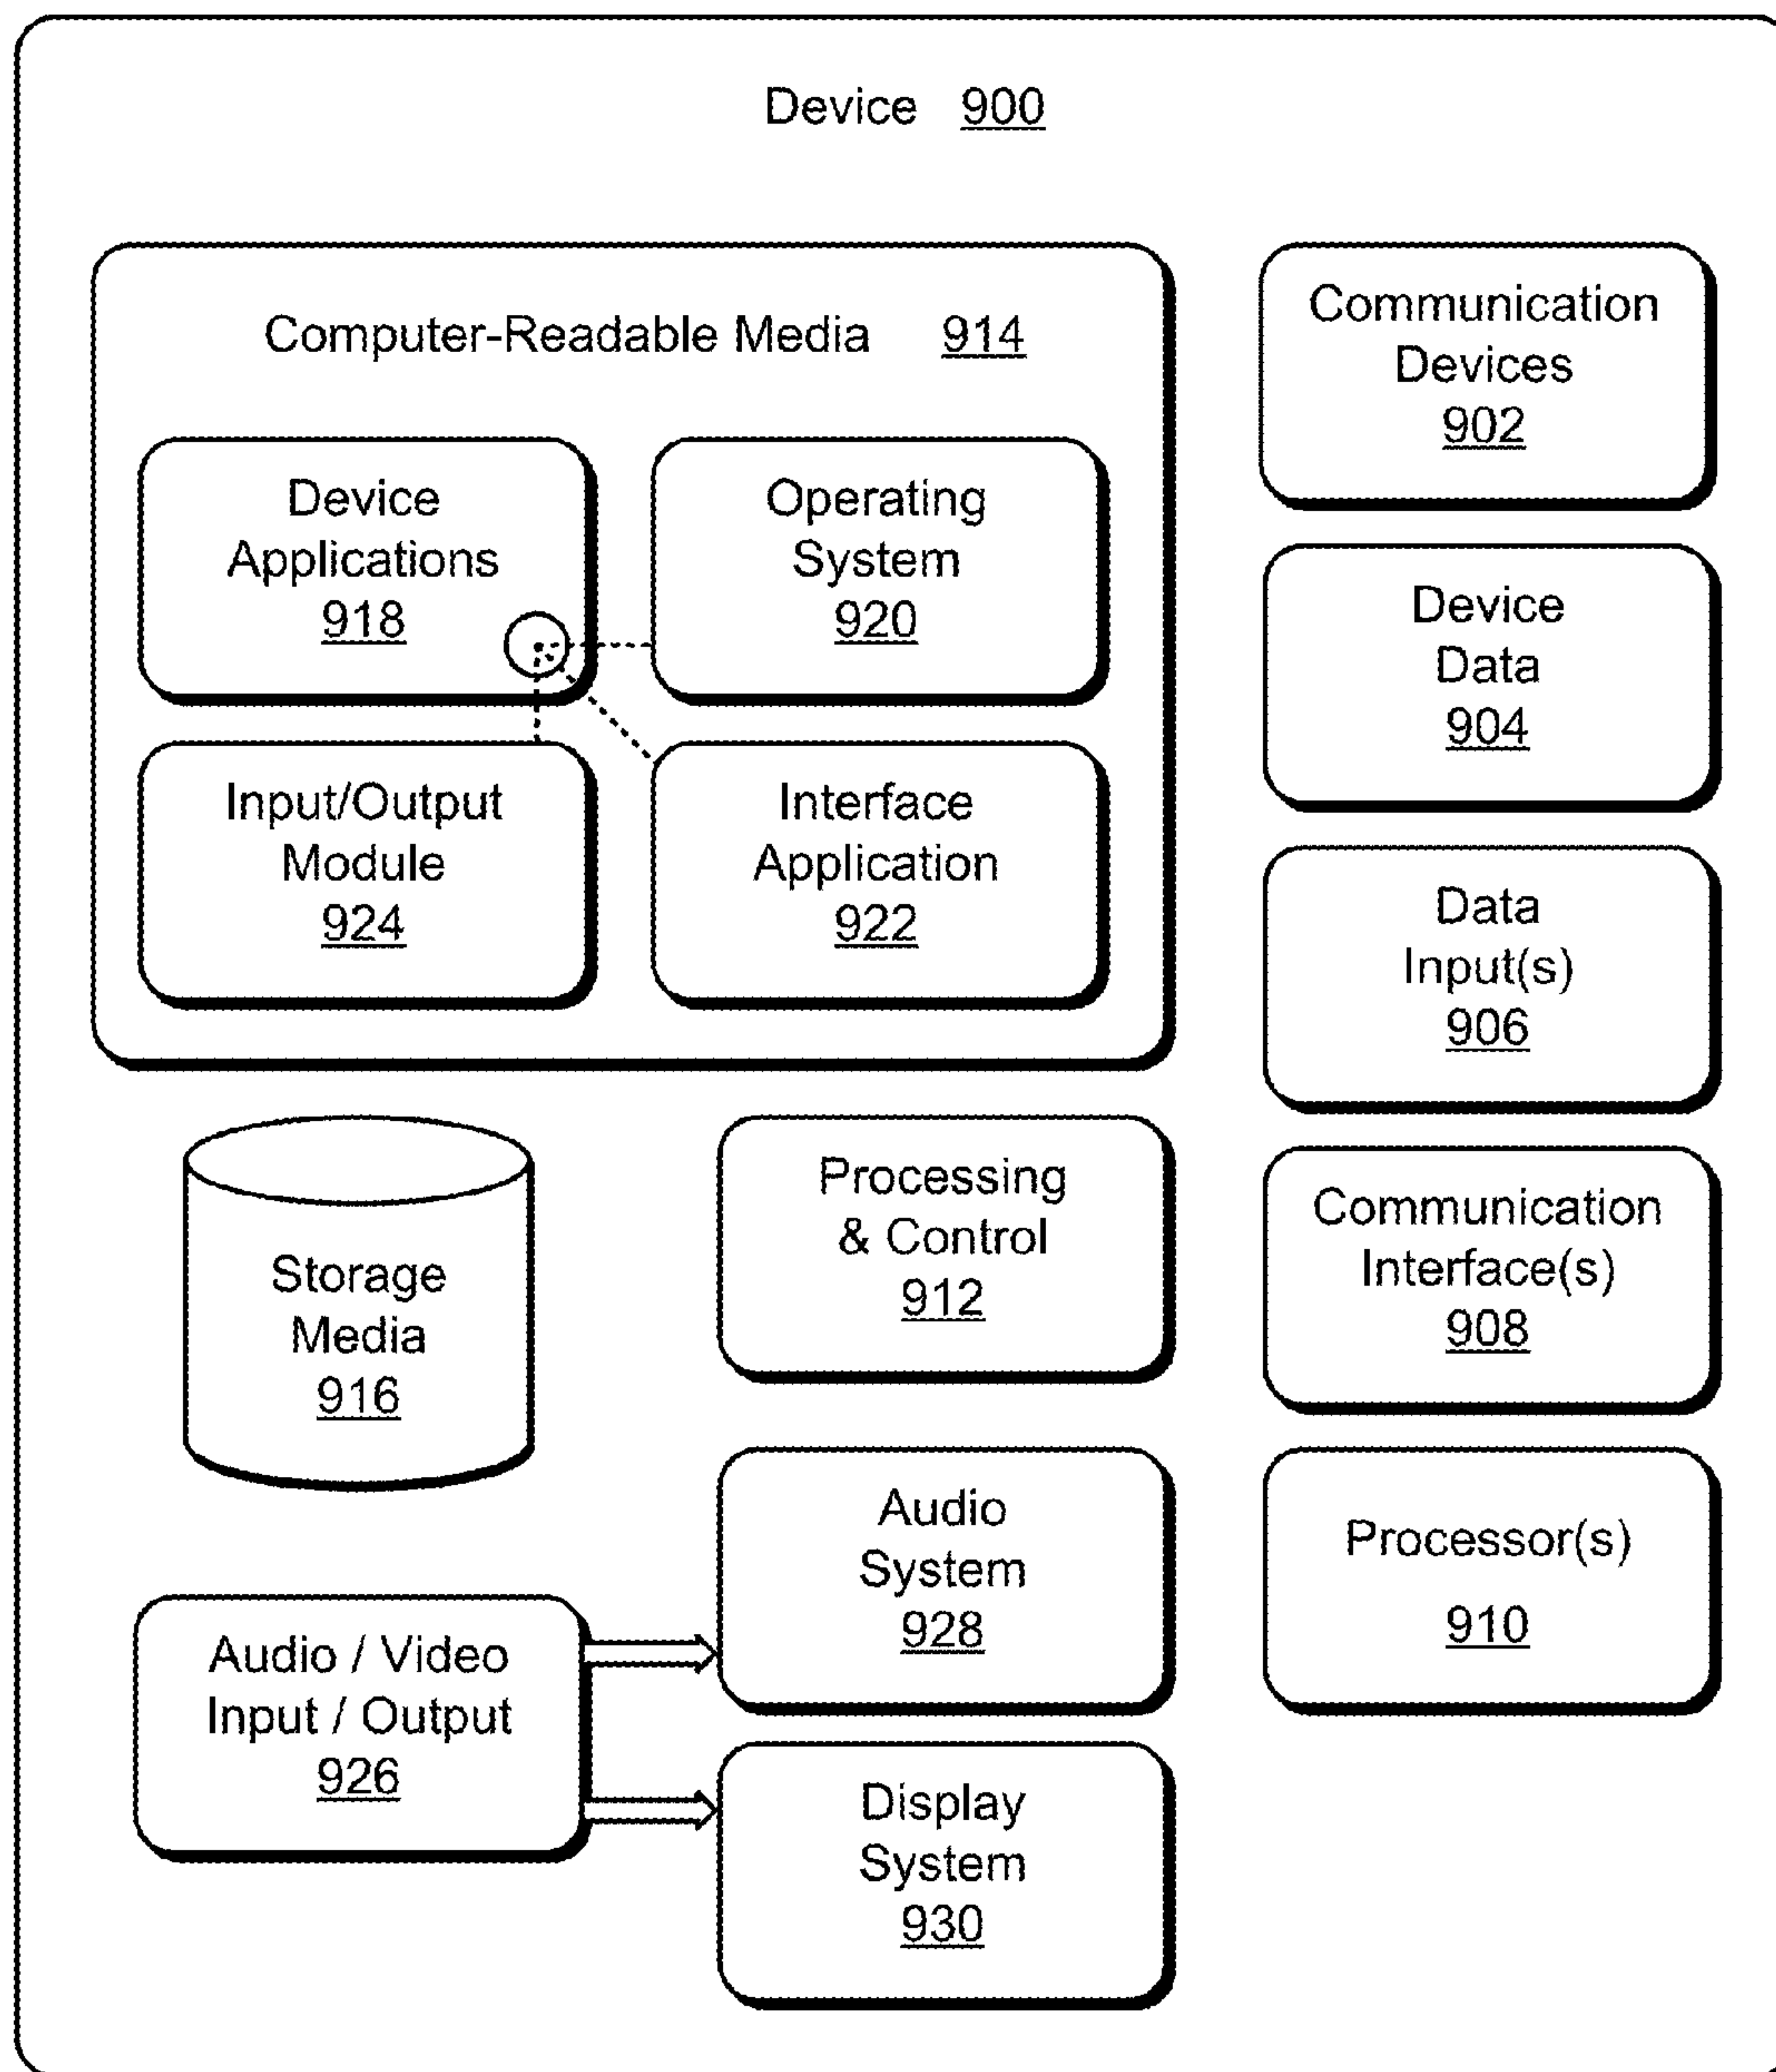 Device 900
Computer-Readable Media 914
Device
Applications
918
Operating
System
920
Input/Output
Module
924
Interface
Application
922
Storage
Media
916
Processing
& Control
912
Audio / Video
Input / Output
926
Audio
System
928
Display
System
930
Communication
Devices
902
Device
Data
904
Data
Input(s)
906
Communication
Interface(s)
908
Processor(s)
910